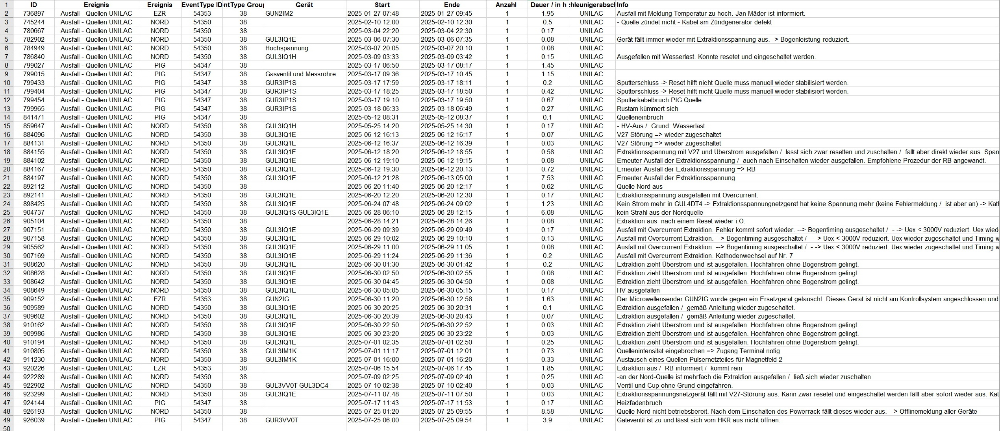 1 ID Ereignis Ereignis EventType ID ntType Group Gerät Start Ende Anzahl Dauer / in h hleunigerabsch Info
2 736897 Ausfall - Quellen UNILAC EZR 54353 38 GUN2IM2 2025-01-27 07:48 2025-01-27 09:45 1 1.95 UNILAC Ausfall mit Meldung Temperatur zu hoch. Jan Mäder ist informiert.
3 745244 Ausfall - Quellen UNILAC NORD 54350 38 2025-02-10 12:00 2025-02-10 12:30 1 0.5 UNILAC - Quelle zündet nicht - Kabel am Zündgenerator defekt
4 780667 Ausfall - Quellen UNILAC NORD 54350 38 2025-03-04 22:20 2025-03-04 22:30 1 0.17 UNILAC
5 782902 Ausfall - Quellen UNILAC NORD 54350 38 GUL3IQ1E 2025-03-06 07:30 2025-03-06 07:35 1 0.08 UNILAC Gerät fällt immer wieder mit Extraktionsspannung aus. -> Bogenleistung reduziert.
6 784949 Ausfall - Quellen UNILAC NORD 54350 38 Hochspannung 2025-03-07 20:05 2025-03-07 20:10 1 0.08 UNILAC
7 786840 Ausfall - Quellen UNILAC NORD 54350 38 GUL3IQ1H 2025-03-09 03:33 2025-03-09 03:42 1 0.15 UNILAC Ausgefallen mit Wasserlast. Konnte resetet und eingeschaltet werden.
8 799027 Ausfall - Quellen UNILAC PIG 54347 38 2025-03-17 06:50 2025-03-17 08:17 1 1.45 UNILAC
9 799015 Ausfall - Quellen UNILAC PIG 54347 38 Gasventil und Messröhre 2025-03-17 09:36 2025-03-17 10:45 1 1.15 UNILAC
10 799433 Ausfall - Quellen UNILAC PIG 54347 38 GUR3IP1S 2025-03-17 17:59 2025-03-17 18:11 1 0.2 UNILAC Sputterschluss -> Reset hilft nicht Quelle muss manuell wieder stabilisiert werden.
11 799404 Ausfall - Quellen UNILAC PIG 54347 38 GUR3IP1S 2025-03-17 18:25 2025-03-17 18:50 1 0.42 UNILAC Sputterschluss -> Reset hilft nicht Quelle muss manuell wieder stabilisiert werden.
12 799454 Ausfall - Quellen UNILAC PIG 54347 38 GUR3IP1S 2025-03-17 19:10 2025-03-17 19:50 1 0.67 UNILAC Sputterkabelbruch PIG Quelle
13 799965 Ausfall - Quellen UNILAC PIG 54347 38 GUR3IP1S 2025-03-18 06:33 2025-03-18 06:49 1 0.27 UNILAC Rustam kümmert sich
14 841471 Ausfall - Quellen UNILAC PIG 54347 38 2025-05-12 08:31 2025-05-12 08:37 1 0.1 UNILAC Quelleneinbruch
15 859647 Ausfall - Quellen UNILAC NORD 54350 38 GUL3IQ1H 2025-05-25 14:20 2025-05-25 14:30 1 0.17 UNILAC - HV-Aus / Grund: Wasserlast
16 884096 Ausfall - Quellen UNILAC NORD 54350 38 GUL3IQ1E 2025-06-12 16:13 2025-06-12 16:17 1 0.07 UNILAC V27 Störung => wieder zugeschaltet
17 884131 Ausfall - Quellen UNILAC NORD 54350 38 GUL3IQ1E 2025-06-12 16:37 2025-06-12 16:39 1 0.03 UNILAC V27 Störung => wieder zugeschaltet
18 884155 Ausfall - Quellen UNILAC NORD 54350 38 GUL3IQ1E 2025-06-12 18:20 2025-06-12 18:55 1 0.58 UNILAC Extraktionsspannung mit V27 und Überstrom ausgefallen / lässt sich zwar resetten und zuschalten / fällt aber direkt wieder aus. Span
19 884102 Ausfall - Quellen UNILAC NORD 54350 38 GUL3IQ1E 2025-06-12 19:10 2025-06-12 19:15 1 0.08 UNILAC Erneuter Ausfall der Extraktionsspannung / auch nach Einschalten wieder ausgefallen. Empfohlene Prozedur der RB angewandt.
20 884167 Ausfall - Quellen UNILAC NORD 54350 38 GUL3IQ1E 2025-06-12 19:30 2025-06-12 20:13 1 0.72 UNILAC Erneuter Ausfall der Extraktionsspannung => RB
21 884197 Ausfall - Quellen UNILAC NORD 54350 38 GUL3IQ1E 2025-06-12 21:28 2025-06-13 05:00 1 7.53 UNILAC Erneuter Ausfall der Extraktionsspannung
22 892112 Ausfall - Quellen UNILAC NORD 54350 38 2025-06-20 11:40 2025-06-20 12:17 1 0.62 UNILAC Quelle Nord aus
23 892141 Ausfall - Quellen UNILAC NORD 54350 38 GUL3IQ1E 2025-06-20 12:20 2025-06-20 12:30 1 0.17 UNILAC Extraktionsspannung ausgefallen mit Overcurrent.
24 898425 Ausfall - Quellen UNILAC NORD 54350 38 GUL3IQ1E 2025-06-24 07:48 2025-06-24 09:02 1 1.23 UNILAC Kein Strom mehr in GUL4DT4 -> Extraktionsspannungnetzgerät hat keine Spannung mehr (keine Fehlermeldung / ist aber an) -> Kath
25 904737 Ausfall - Quellen UNILAC NORD 54350 38 GUL3IQ1S GUL3IQ1E 2025-06-28 06:10 2025-06-28 12:15 1 6.08 UNILAC kein Strahl aus der Nordquelle
26 905104 Ausfall - Quellen UNILAC NORD 54350 38 2025-06-28 14:21 2025-06-28 14:26 1 0.08 UNILAC Extraktion aus nach einem Reset wieder i.O.
27 907151 Ausfall - Quellen UNILAC NORD 54350 38 GUL3IQ1E 2025-06-29 09:39 2025-06-29 09:49 1 0.17 UNILAC Ausfall mit Overcurrent Extraktion. Fehler kommt sofort wieder. --> Bogentiming ausgeschaltet / - -> Uex < 3000V reduziert. Uex wiede
28 907158 Ausfall - Quellen UNILAC NORD 54350 38 GUL3IQ1E 2025-06-29 10:02 2025-06-29 10:10 1 0.13 UNILAC Ausfall mit Overcurrent Extraktion. --> Bogentiming ausgeschaltet / - -> Uex < 3000V reduziert. Uex wieder zugeschaltet und Timing w
29 905562 Ausfall - Quellen UNILAC NORD 54350 38 GUL3IQ1E 2025-06-29 11:00 2025-06-29 11:05 1 0.08 UNILAC Ausfall mit Overcurrent Extraktion. --> Bogentiming ausgeschaltet / - -> Uex < 3000V reduziert. Uex wieder zugeschaltet und Timing w
30 907169 Ausfall - Quellen UNILAC NORD 54350 38 GUL3IQ1E 2025-06-29 11:24 2025-06-29 11:36 1 0.2 UNILAC Ausfall mit Overcurrent Extraktion. Kathodenwechsel auf Nr. 7
31 908620 Ausfall - Quellen UNILAC NORD 54350 38 GUL3IQ1E 2025-06-30 01:30 2025-06-30 01:42 1 0.2 UNILAC Extraktion zieht Überstrom und ist ausgefallen. Hochfahren ohne Bogenstrom gelingt.
32 908628 Ausfall - Quellen UNILAC NORD 54350 38 GUL3IQ1E 2025-06-30 02:50 2025-06-30 02:55 1 0.08 UNILAC Extraktion zieht Überstrom und ist ausgefallen. Hochfahren ohne Bogenstrom gelingt.
33 908642 Ausfall - Quellen UNILAC NORD 54350 38 GUL3IQ1E 2025-06-30 04:45 2025-06-30 04:50 1 0.08 UNILAC Extraktion zieht Überstrom und ist ausgefallen. Hochfahren ohne Bogenstrom gelingt.
34 908649 Ausfall - Quellen UNILAC NORD 54350 38 GUL3IQ1E 2025-06-30 05:05 2025-06-30 05:15 1 0.17 UNILAC HV ausgefallen
35 909152 Ausfall - Quellen UNILAC EZR 54353 38 GUN2IG 2025-06-30 11:20 2025-06-30 12:58 1 1.63 UNILAC Der Microwellensender GUN2IG wurde gegen ein Ersatzgerät getauscht. Dieses Gerät ist nicht am Kontrollsystem angeschlossen und
36 909589 Ausfall - Quellen UNILAC NORD 54350 38 GUL3IQ1E 2025-06-30 20:25 2025-06-30 20:31 1 0.1 UNILAC Extraktion ausgefallen / gemäß Anleitung wieder zugeschaltet.
37 909602 Ausfall - Quellen UNILAC NORD 54350 38 GUL3IQ1E 2025-06-30 20:39 2025-06-30 20:43 1 0.07 UNILAC Extraktion ausgefallen / gemäß Anleitung wieder zugeschaltet.
38 910162 Ausfall - Quellen UNILAC NORD 54350 38 GUL3IQ1E 2025-06-30 22:50 2025-06-30 22:52 1 0.03 UNILAC Extraktion zieht Überstrom und ist ausgefallen. Hochfahren ohne Bogenstrom gelingt.
39 909986 Ausfall - Quellen UNILAC NORD 54350 38 GUL3IQ1E 2025-06-30 23:20 2025-06-30 23:22 1 0.03 UNILAC Extraktion zieht Überstrom und ist ausgefallen. Hochfahren ohne Bogenstrom gelingt.
40 910194 Ausfall - Quellen UNILAC NORD 54350 38 GUL3IQ1E 2025-07-01 02:35 2025-07-01 02:50 1 0.25 UNILAC Extraktion zieht Überstrom und ist ausgefallen. Hochfahren ohne Bogenstrom gelingt.
41 910805 Ausfall - Quellen UNILAC NORD 54350 38 GUL3IM1K 2025-07-01 11:17 2025-07-01 12:01 1 0.73 UNILAC Quellenintensität eingebrochen => Zugang Terminal nötig
42 911230 Ausfall - Quellen UNILAC NORD 54350 38 GUL3IM1K 2025-07-01 16:00 2025-07-01 16:20 1 0.33 UNILAC Austausch eines Quellen Pulsernetzteiles für Magnetfeld 2
43 920226 Ausfall - Quellen UNILAC EZR 54353 38 2025-07-06 15:54 2025-07-06 17:45 1 1.85 UNILAC Extraktion aus / RB informiert / kommt rein
44 922289 Ausfall - Quellen UNILAC NORD 54350 38 2025-07-09 02:25 2025-07-09 02:40 1 0.25 UNILAC -an der Nord-Quelle ist mehrfach die Extraktion ausgefallen / ließ sich wieder zuschalten
45 922902 Ausfall - Quellen UNILAC NORD 54350 38 GUL3VV0T GUL3DC4 2025-07-10 02:38 2025-07-10 02:40 1 0.03 UNILAC Ventil und Cup ohne Grund eingefahren.
46 923299 Ausfall - Quellen UNILAC NORD 54350 38 GUL3IQ1E 2025-07-11 07:48 2025-07-11 07:50 1 0.03 UNILAC Extraktionsspannungsnetzgerät fällt mit V27-Störung aus. Kann zwar resetet und eingeschaltet werden fällt aber sofort wieder aus. Kat
47 924144 Ausfall - Quellen UNILAC PIG 54347 38 2025-07-17 11:43 2025-07-17 11:53 1 0.17 UNILAC Heizfadenbruch
48 926193 Ausfall - Quellen UNILAC NORD 54350 38 2025-07-25 01:20 2025-07-25 09:55 1 8.58 UNILAC Quelle Nord nicht betriebsbereit. Nach dem Einschalten des Powerrack fällt dieses wieder aus. --> Offlinemeldung aller Geräte
49 926039 Ausfall - Quellen UNILAC PIG 54347 38 GUR3VV0T 2025-07-25 06:00 2025-07-25 09:54 1 3.9 UNILAC Gateventil ist zu und lässt sich vom HKR aus nicht öffnen.
50